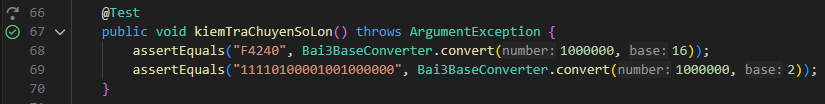 66 @Test
67 public void kiemTraChuyenSoLon() throws ArgumentException {
68 assertEquals("F4240", Bai3BaseConverter.convert(number: 1000000, base: 16));
69 assertEquals("11110100001001000000", Bai3BaseConverter.convert(number: 1000000, base: 2));
70 }